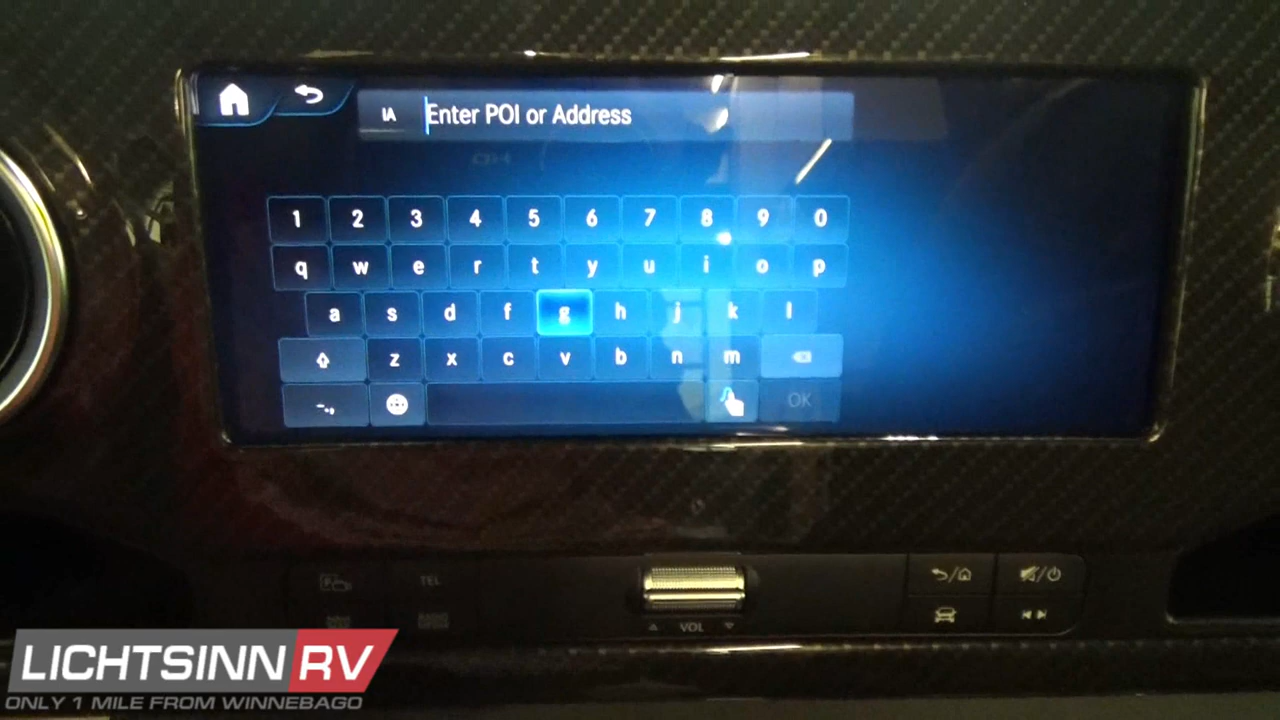 IA Enter POI or Address
1 2 3 4 5 6 7 8 9 0
q w e r t y u i o p
a s d f g h j k l
z x c v b n m
-.,
OK
TEL
VOL
LICHTSINN RV
ONLY 1 MILE FROM WINNEBAGO